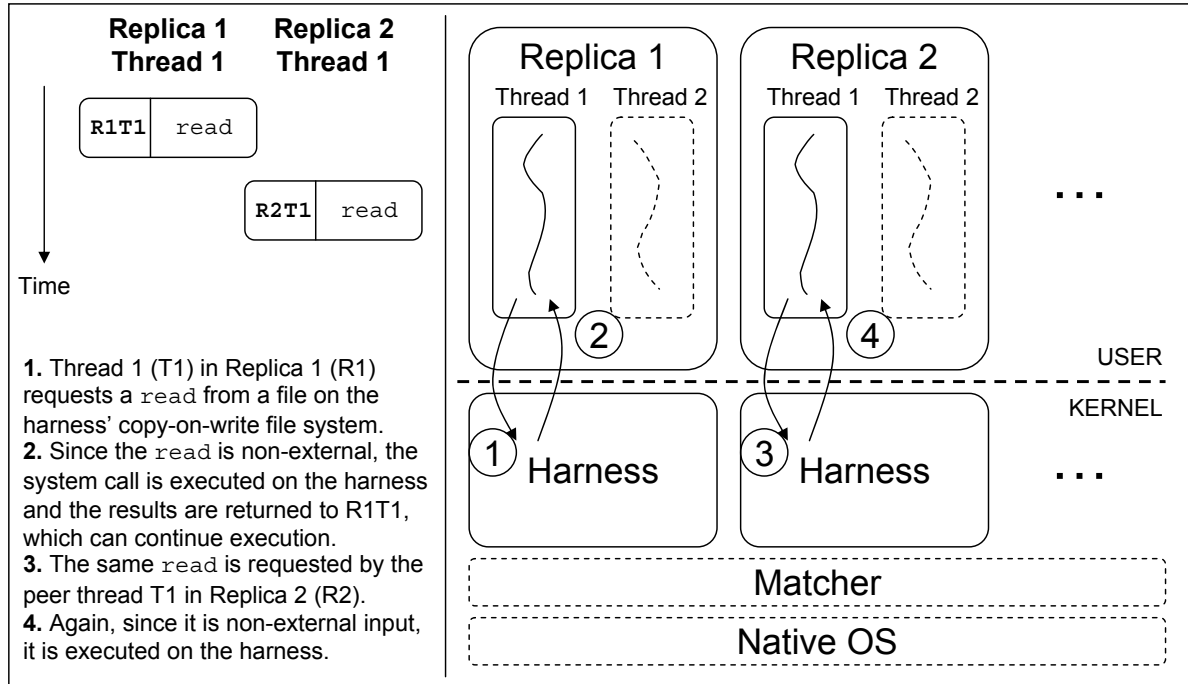 Replica 1 Replica 2
Thread 1 Thread 1
R1T1 read
R2T1 read
Time
1. Thread 1 (T1) in Replica 1 (R1)
requests a read from a file on the
harness' copy-on-write file system.
2. Since the read is non-external, the
system call is executed on the harness
and the results are returned to R1T1,
which can continue execution.
3. The same read is requested by the
peer thread T1 in Replica 2 (R2).
4. Again, since it is non-external input,
it is executed on the harness.
Replica 1 Replica 2
Thread 1 Thread 2 Thread 1 Thread 2
...
2 4
USER
KERNEL
1 3
Harness Harness ...
Matcher
Native OS